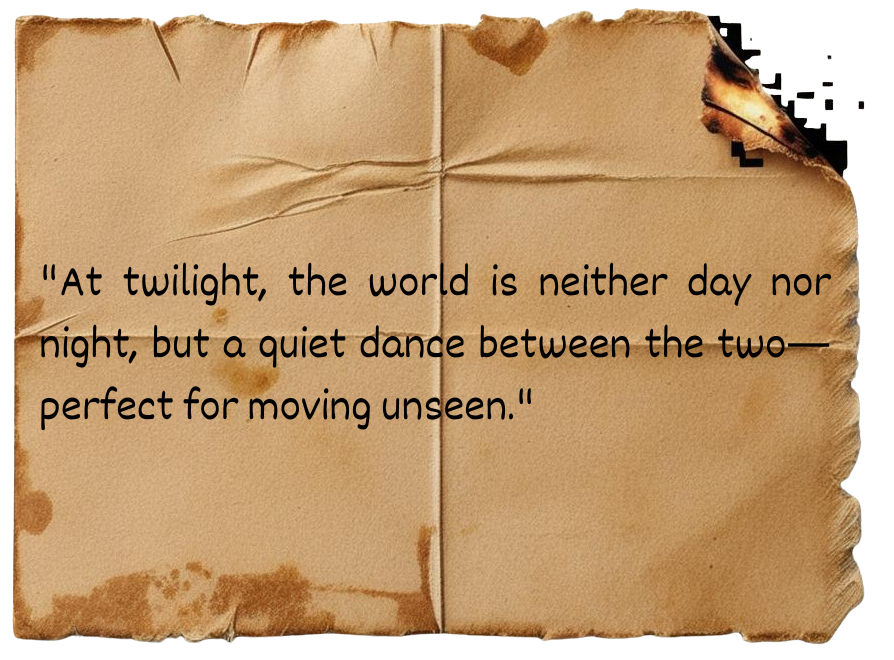 "At twilight, the world is neither day nor
night, but a quiet dance between the two—
perfect for moving unseen."